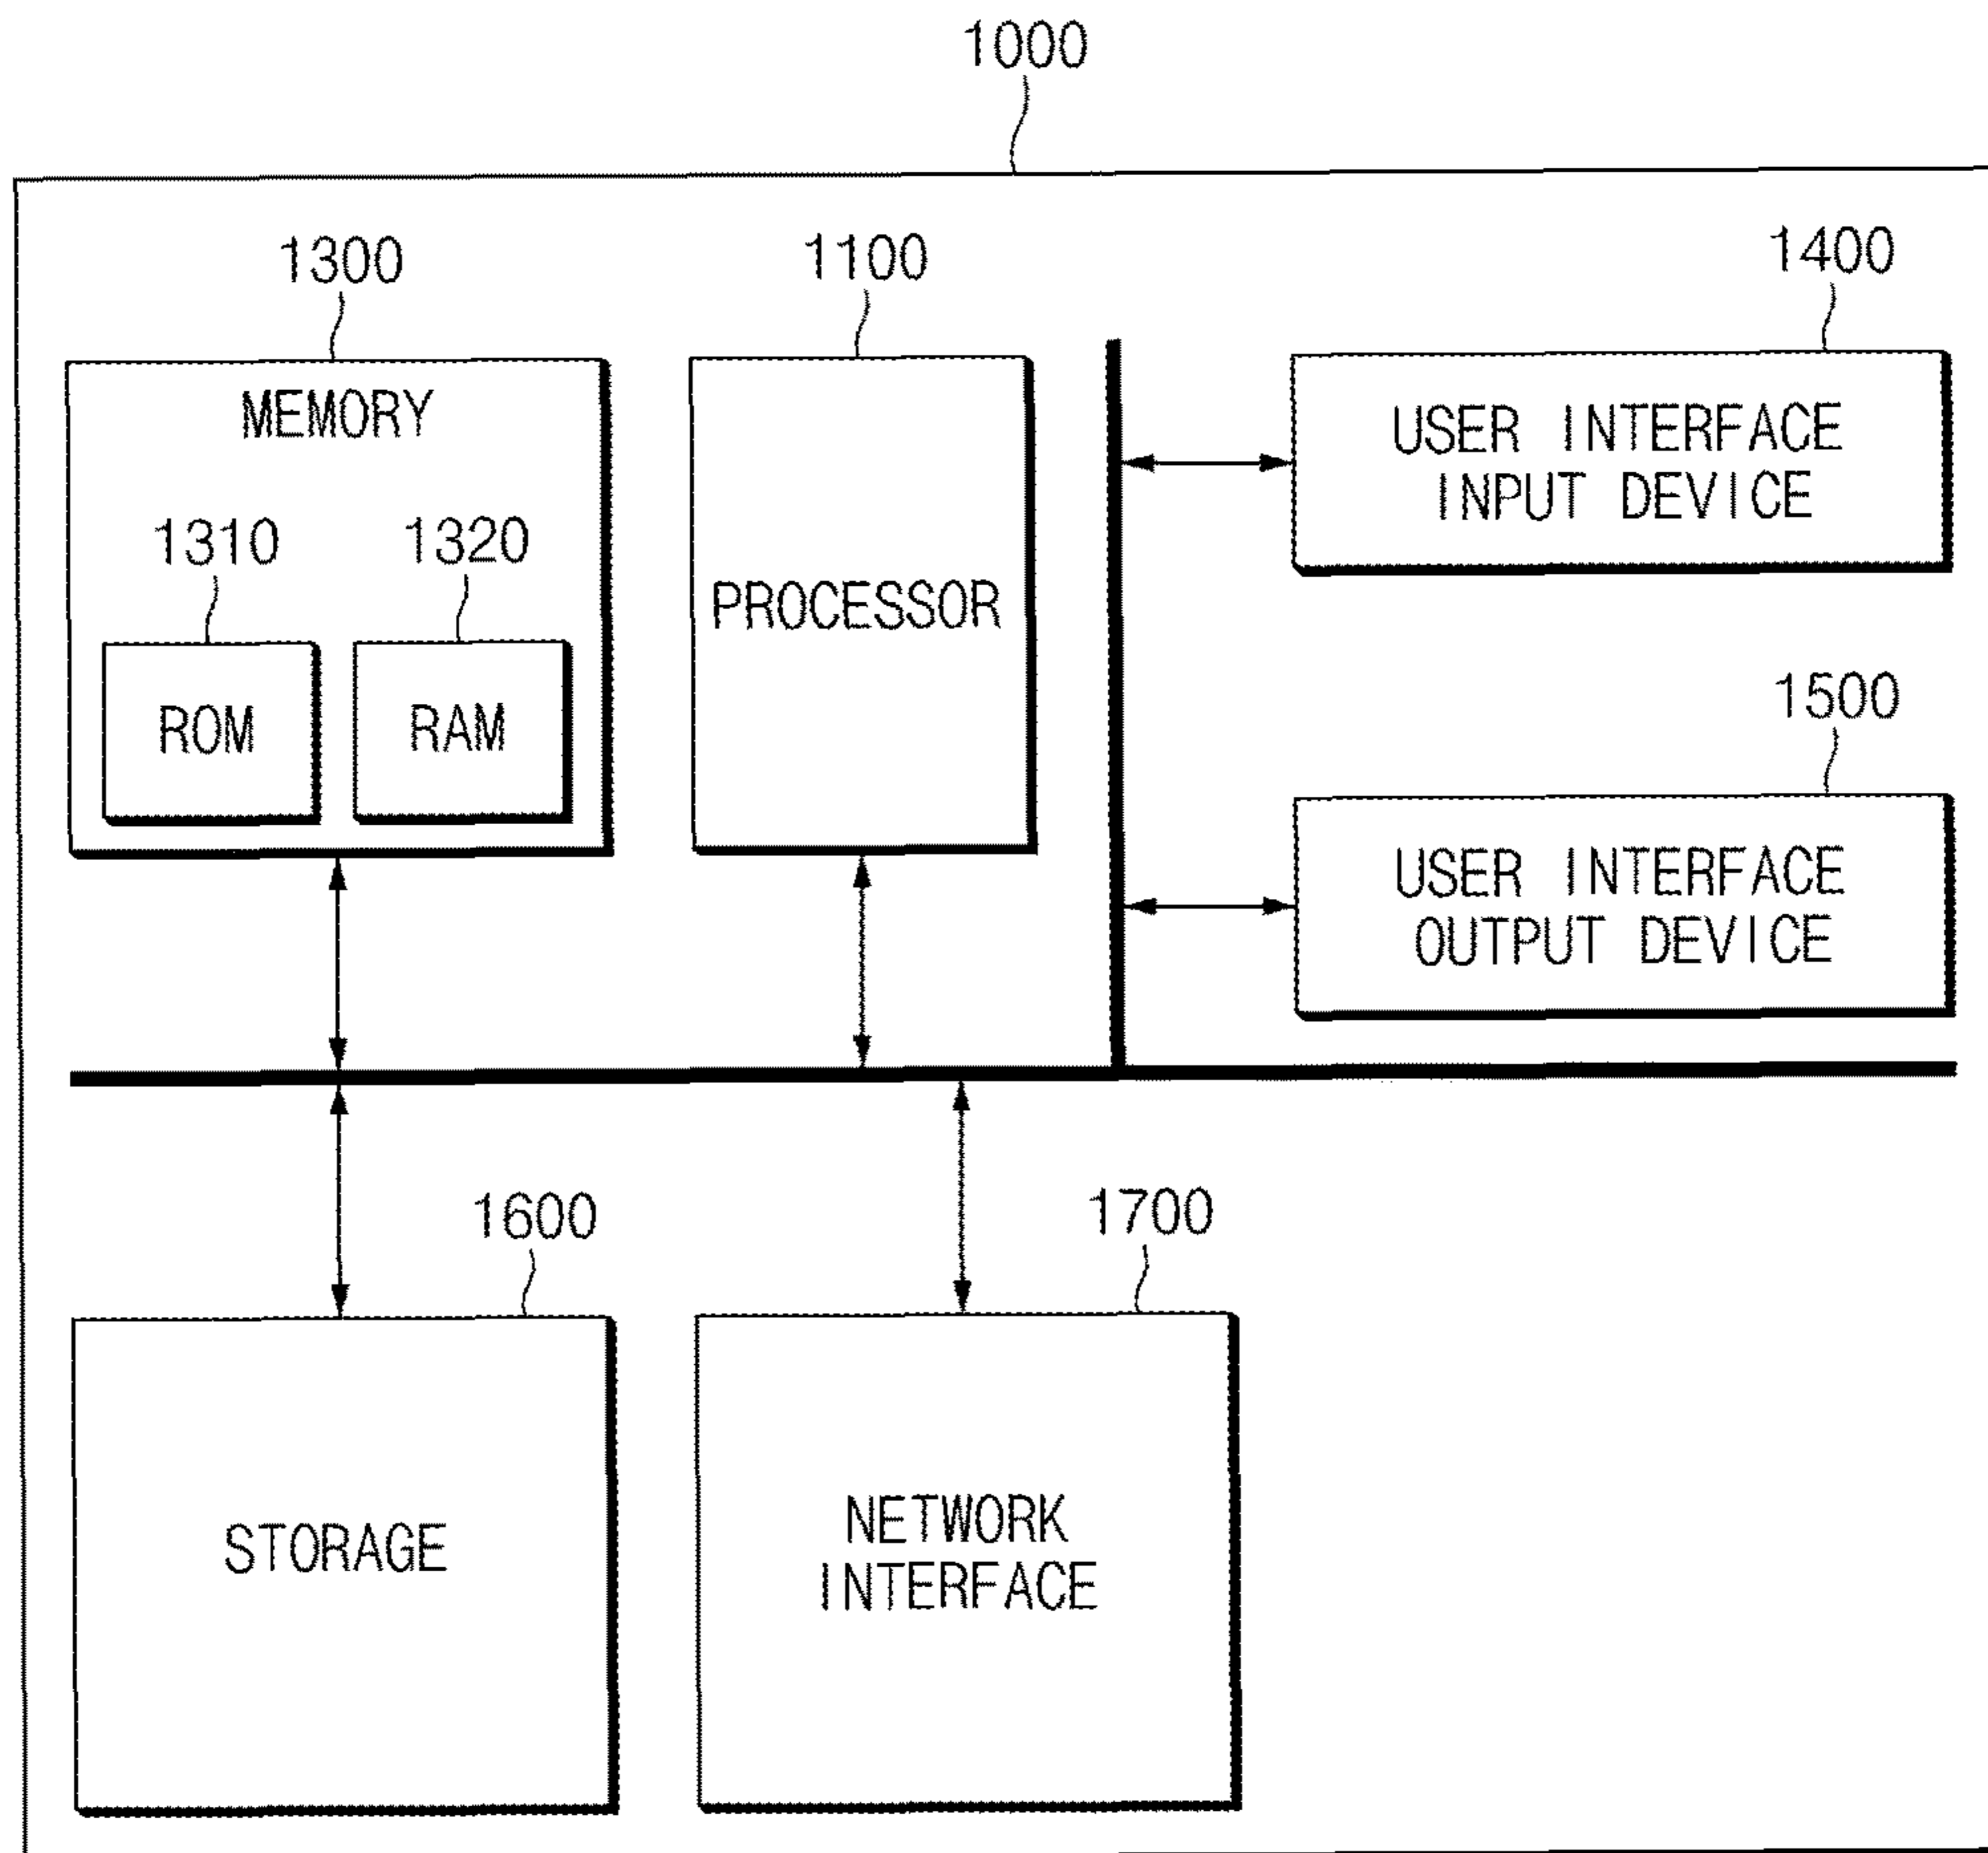 1000
1300
1100
1400
MEMORY
USER INTERFACE
INPUT DEVICE
1310
1320
PROCESSOR
ROM
RAM
1500
USER INTERFACE
OUTPUT DEVICE
1600
1700
STORAGE
NETWORK
INTERFACE